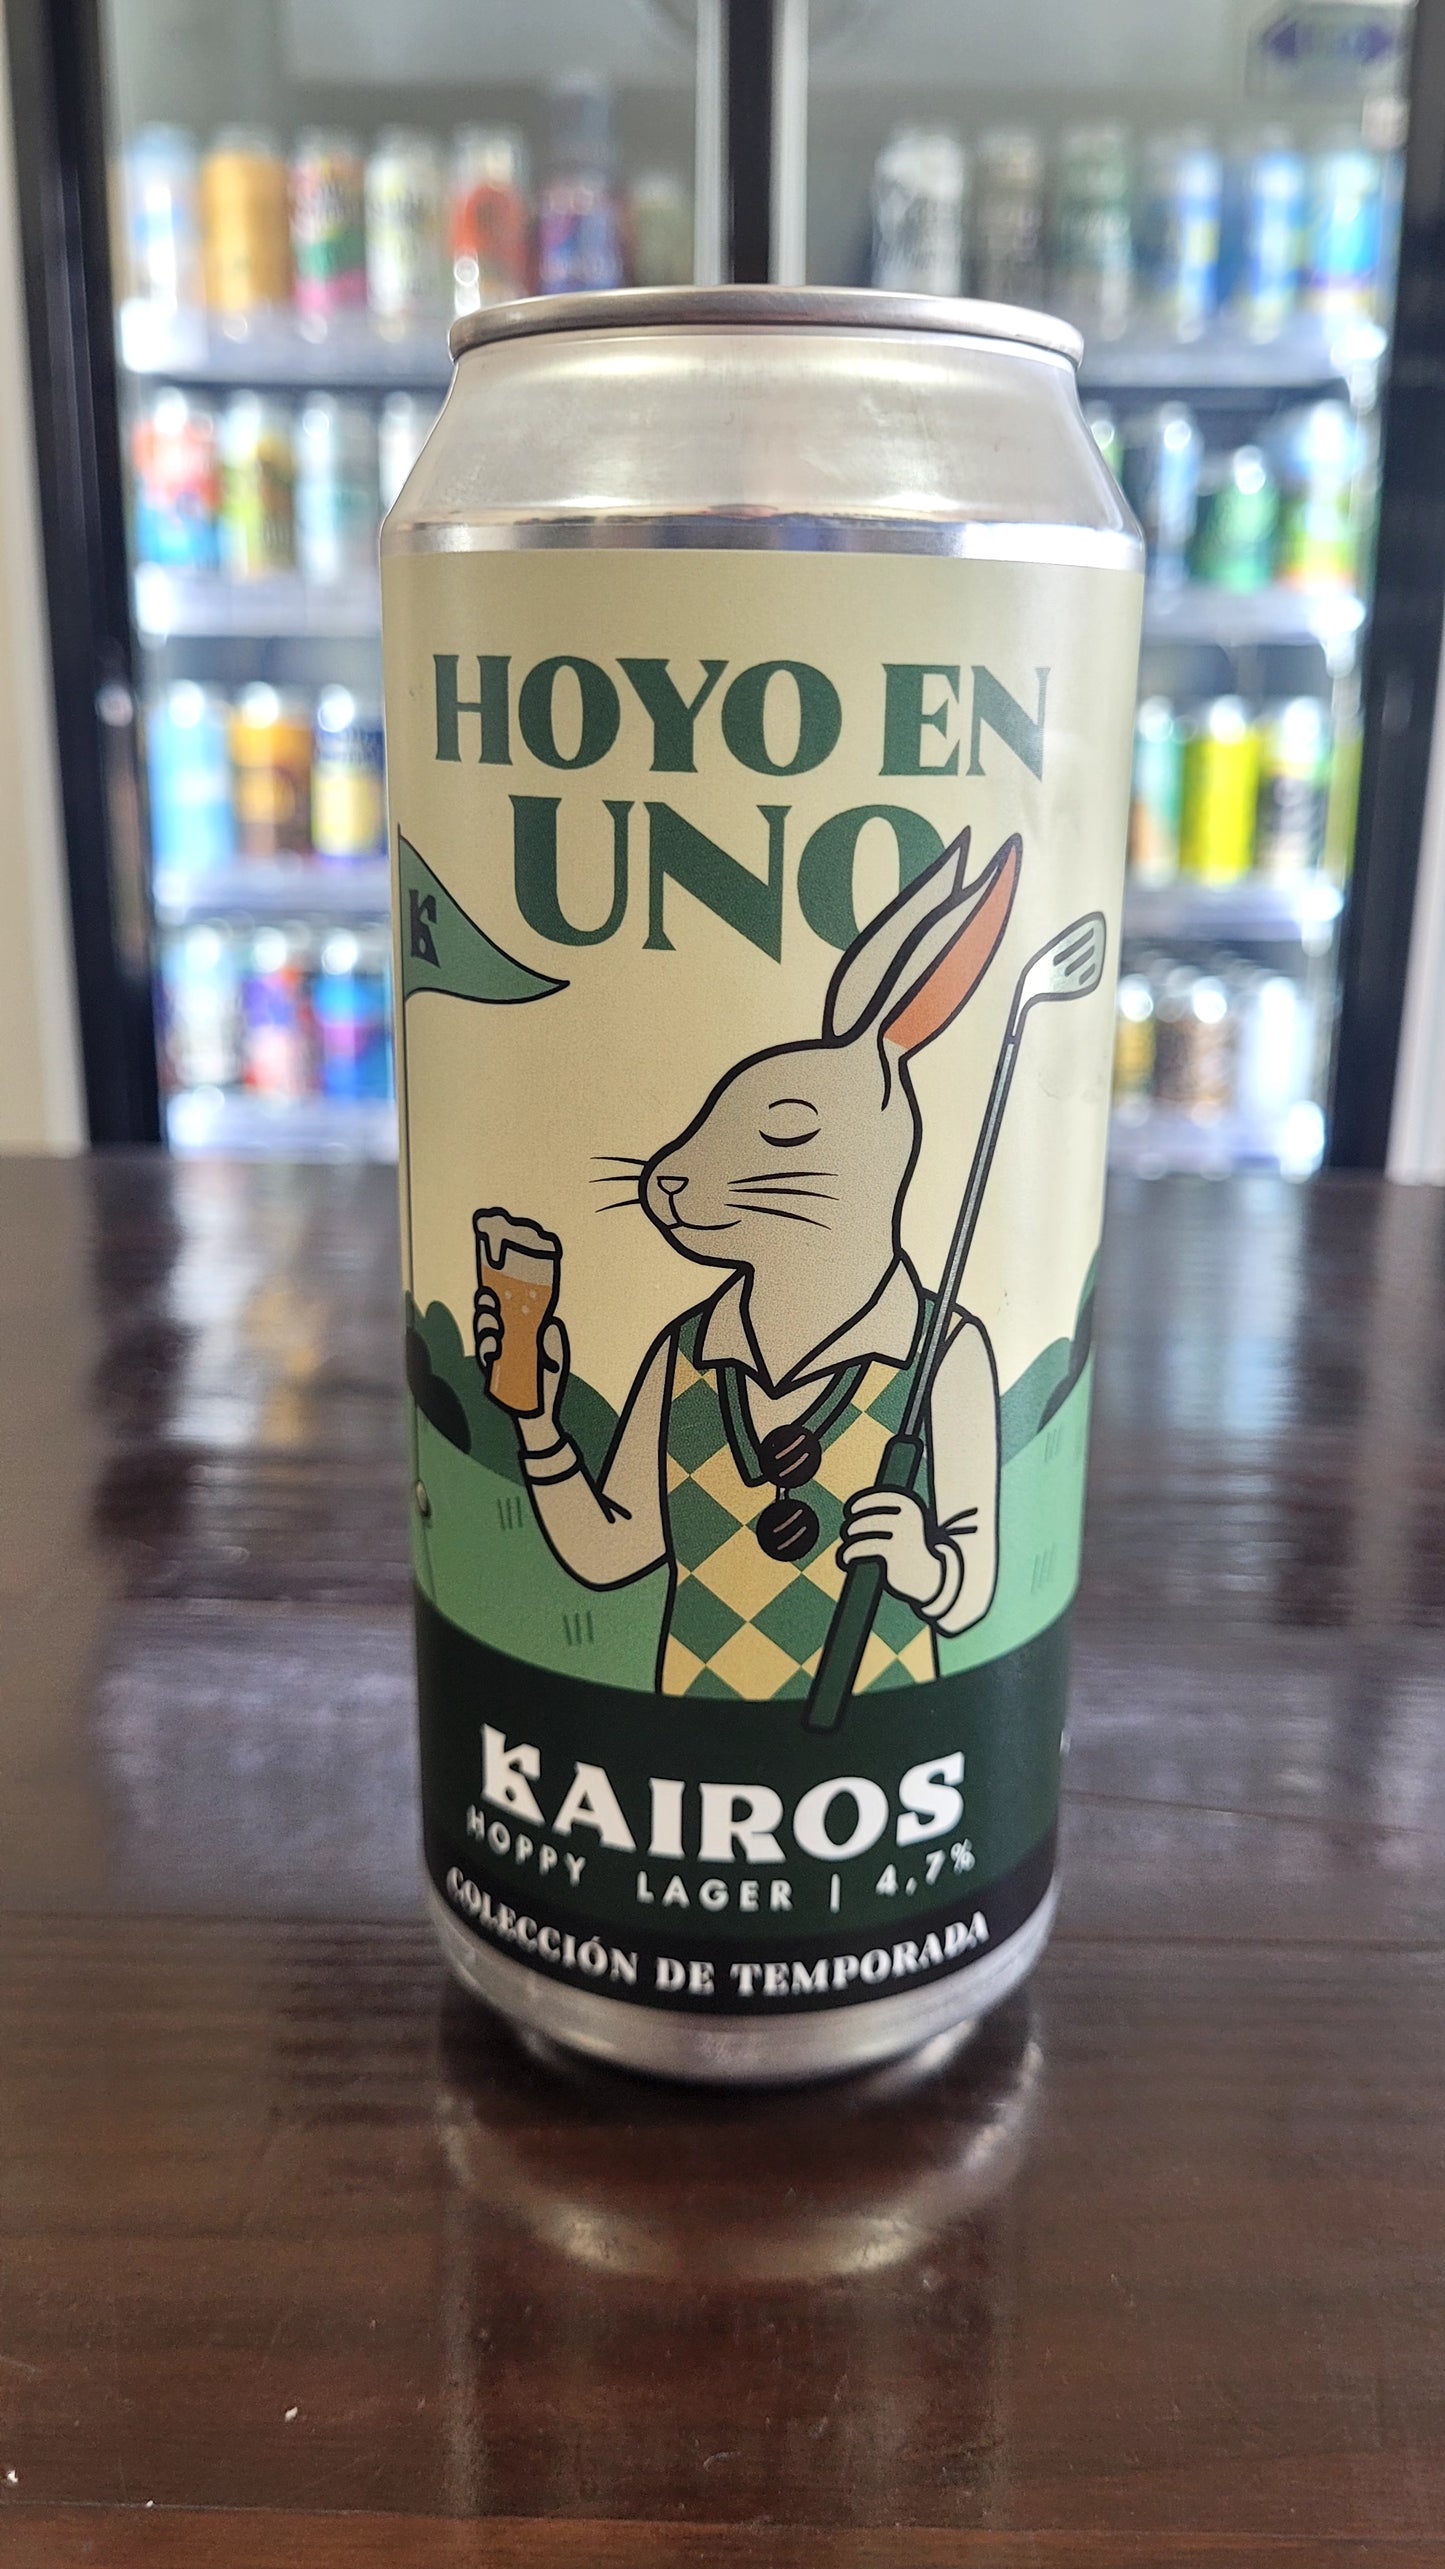 HOYO EN
UNO
K
KAIROS
HOPPY LAGER | 4,7%
COLECCIÓN DE TEMPORADA